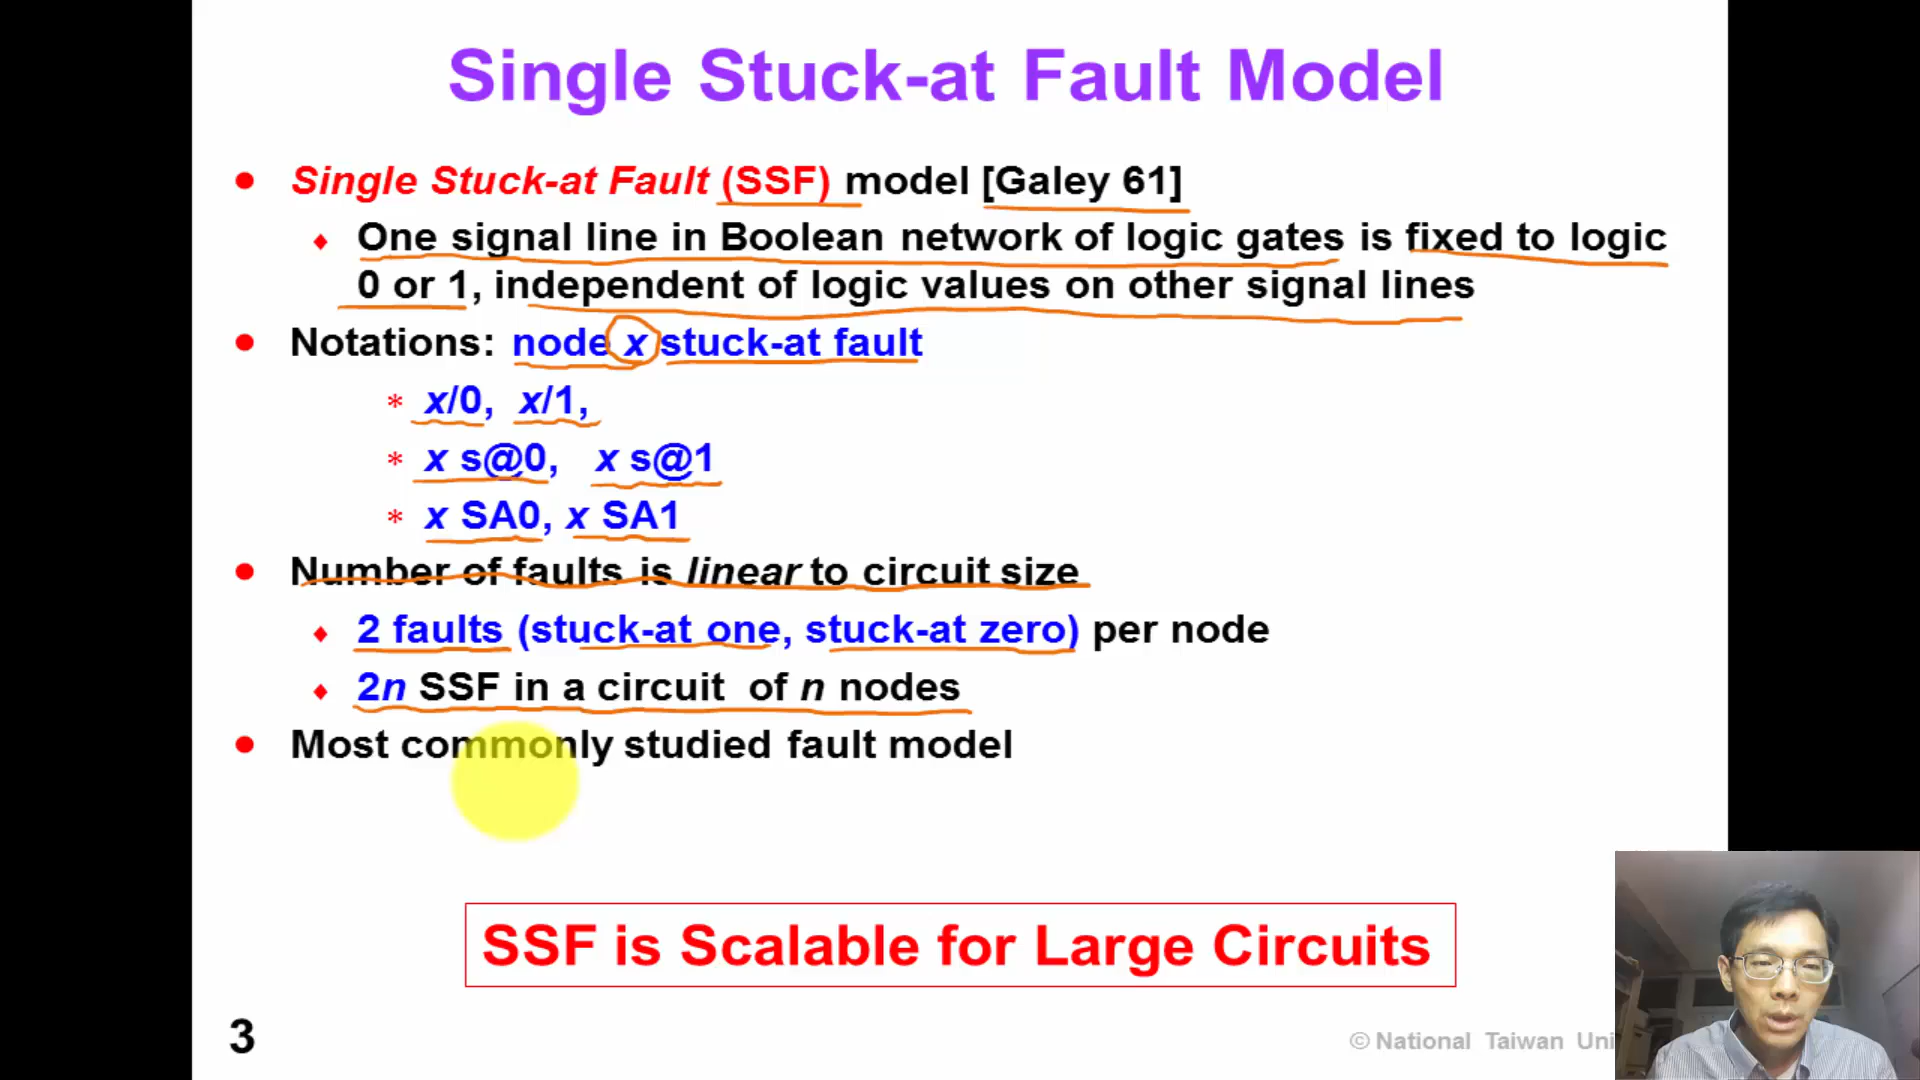 Single Stuck-at Fault Model
• Single Stuck-at Fault (SSF) model [Galey 61]
♦ One signal line in Boolean network of logic gates is fixed to logic
0 or 1, independent of logic values on other signal lines
• Notations: node x stuck-at fault
* x/0, x/1,
* x s@0, x s@1
* x SA0, x SA1
• Number of faults is linear to circuit size
♦ 2 faults (stuck-at one, stuck-at zero) per node
♦ 2n SSF in a circuit of n nodes
• Most commonly studied fault model
SSF is Scalable for Large Circuits
3
© National Taiwan Uni